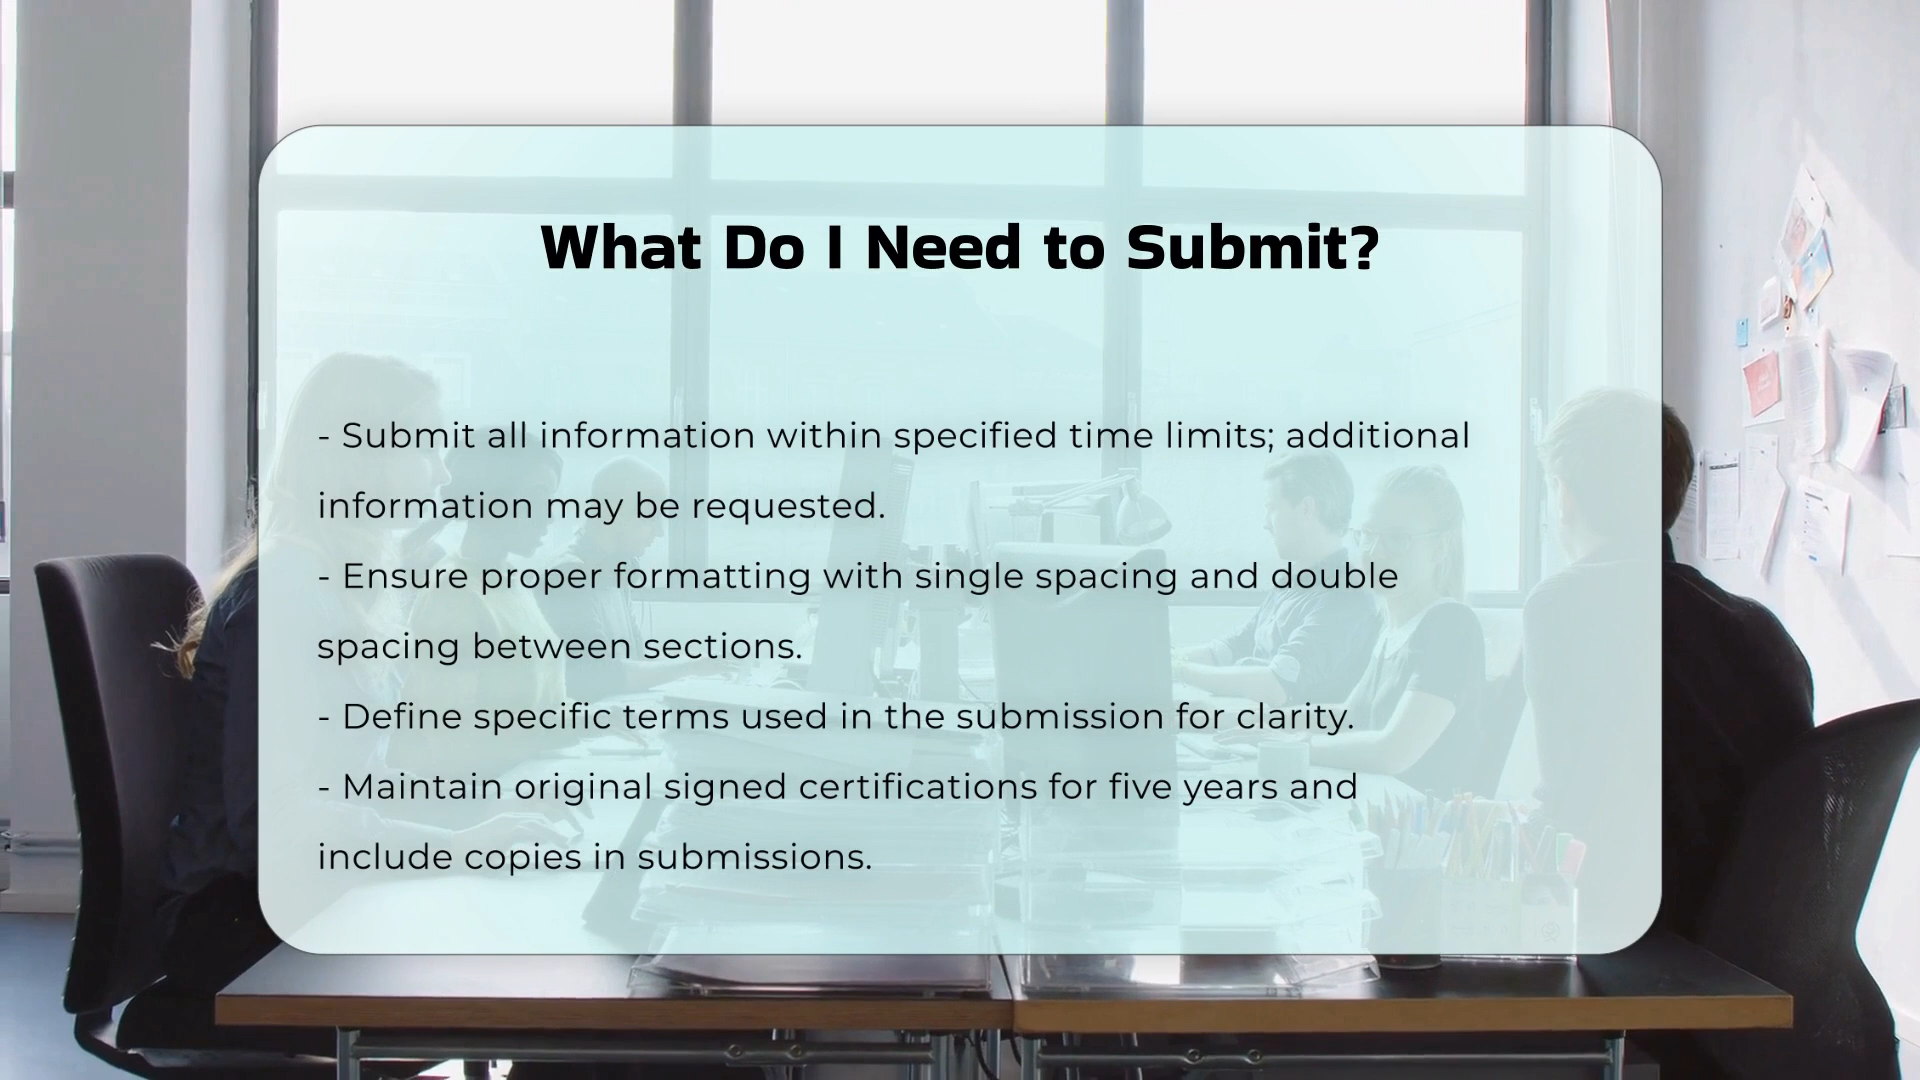 What Do I Need to Submit?
- Submit all information within specified time limits; additional
information may be requested.
- Ensure proper formatting with single spacing and double
spacing between sections.
- Define specific terms used in the submission for clarity.
- Maintain original signed certifications for five years and
include copies in submissions.